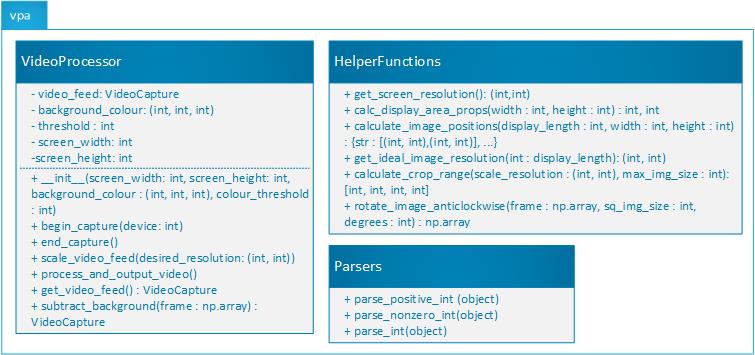 vpa
VideoProcessor
- video_feed: VideoCapture
- background_colour: (int, int, int)
- threshold : int
- screen_width: int
-screen_height: int
+ __init__(screen_width: int, screen_height: int,
background_colour : (int, int, int), colour_threshold
: int)
+ begin_capture(device: int)
+ end_capture()
+ scale_video_feed(desired_resolution: (int, int))
+ process_and_output_video()
+ get_video_feed() : VideoCapture
+ subtract_background(frame : np.array) :
VideoCapture
HelperFunctions
+ get_screen_resolution(): (int,int)
+ calc_display_area_props(width : int, height : int) : int, int
+ calculate_image_positions(display_length : int, width : int, height : int)
: {str : [(int, int),(int, int)], ...}
+ get_ideal_image_resolution(int : display_length): (int, int)
+ calculate_crop_range(scale_resolution : (int, int), max_img_size : int):
[int, int, int, int]
+ rotate_image_anticlockwise(frame : np.array, sq_img_size : int,
degrees : int) : np.array
Parsers
+ parse_positive_int (object)
+ parse_nonzero_int(object)
+ parse_int(object)